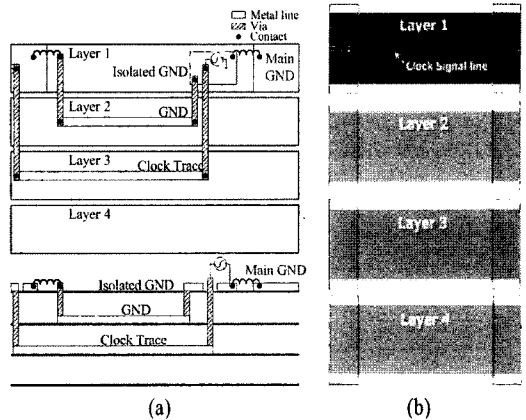 Metal line
Via
Contact
Layer 1
Isolated GND
Main
GND
Layer 2
GND
Layer 3
Clock Trace
Layer 4
Main GND
Isolated GND
GND
Clock Trace
(a)
Layer 1
Clock Signal line
Layer 2
Layer 3
Layer 4
(b)